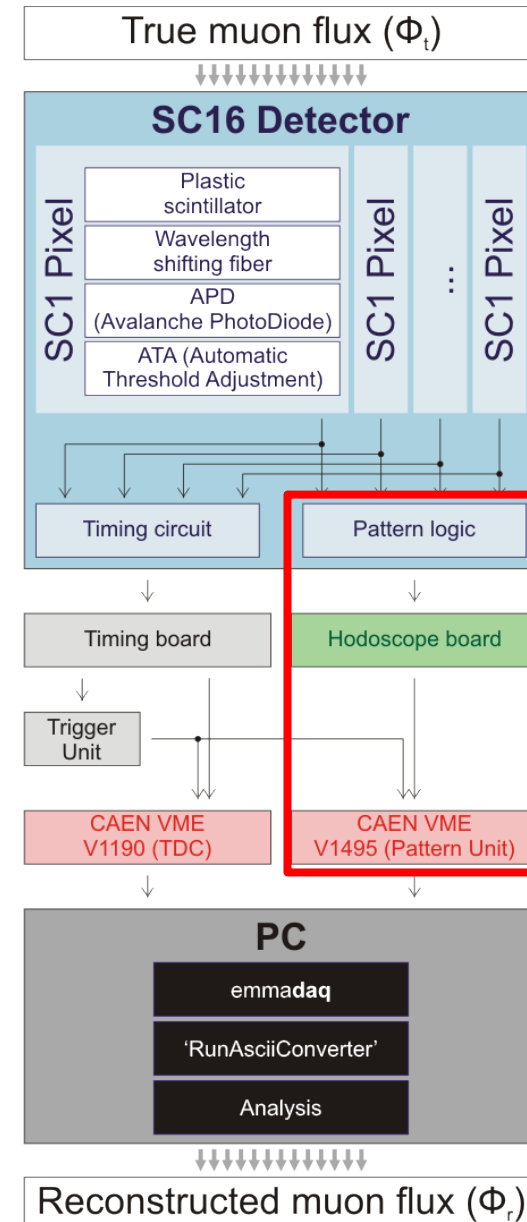 True muon flux (Φt)
SC16 Detector
SC1 Pixel
Plastic
scintillator
Wavelength
shifting fiber
APD
(Avalanche PhotoDiode)
ATA (Automatic
Threshold Adjustment)
SC1 Pixel
...
SC1 Pixel
Timing circuit
Pattern logic
Timing board
Hodoscope board
Trigger
Unit
CAEN VME
V1190 (TDC)
CAEN VME
V1495 (Pattern Unit)
PC
emmadaq
‘RunAsciiConverter’
Analysis
Reconstructed muon flux (Φr)